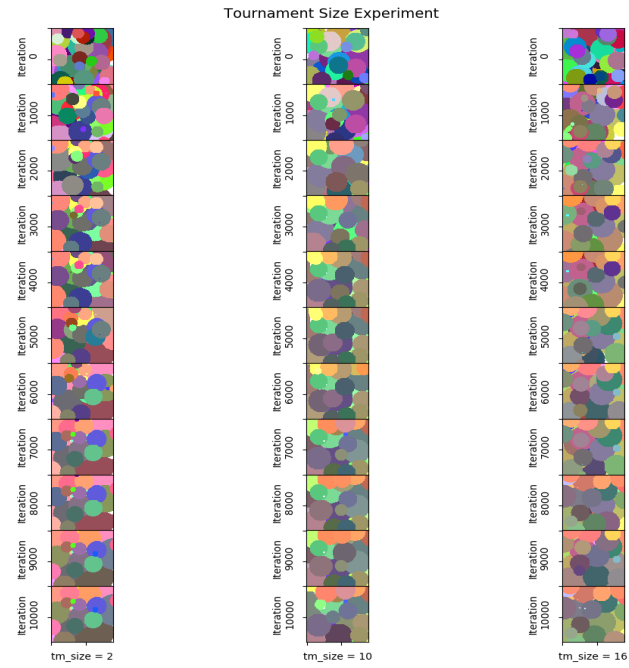 Tournament Size Experiment
Iteration 0 Iteration 0 Iteration 0
Iteration 1000 Iteration 1000 Iteration 1000
Iteration 2000 Iteration 2000 Iteration 2000
Iteration 3000 Iteration 3000 Iteration 3000
Iteration 4000 Iteration 4000 Iteration 4000
Iteration 5000 Iteration 5000 Iteration 5000
Iteration 6000 Iteration 6000 Iteration 6000
Iteration 7000 Iteration 7000 Iteration 7000
Iteration 8000 Iteration 8000 Iteration 8000
Iteration 9000 Iteration 9000 Iteration 9000
Iteration 10000 Iteration 10000 Iteration 10000
tm_size = 2 tm_size = 10 tm_size = 16